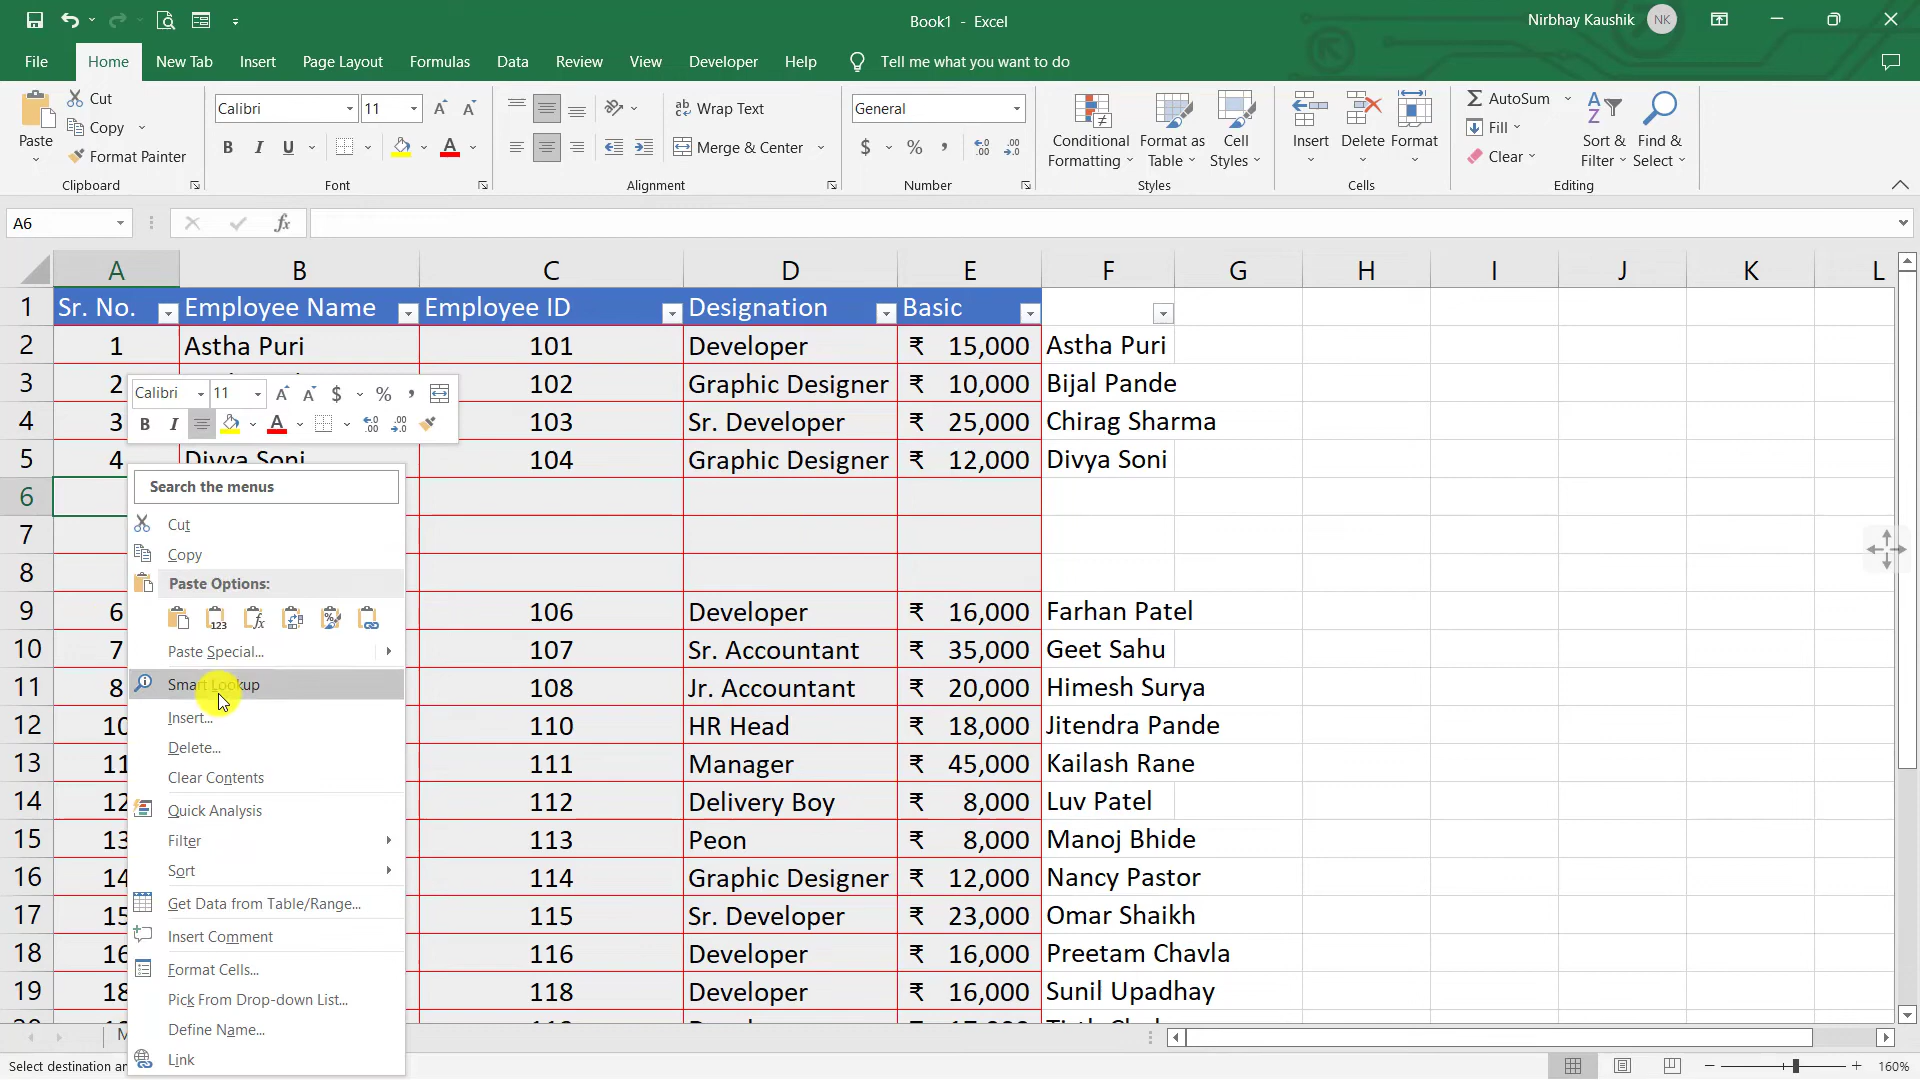 Book1 - Excel
Nirbhay Kaushik NK
File Home New Tab Insert Page Layout Formulas Data Review View Developer Help Tell me what you want to do
Paste
Cut
Copy
Format Painter
Clipboard
Calibri 11
B I U
Font
ab Wrap Text
Merge & Center
Alignment
General
$ % ,
Number
Conditional Formatting
Format as Table
Cell Styles
Styles
Insert Delete Format
Cells
AutoSum
Fill
Clear
Sort & Filter
Find & Select
Editing
A6 fx
A B C D E F G H I J K L
1 Sr. No. Employee Name Employee ID Designation Basic
2 1 Astha Puri 101 Developer ₹ 15,000 Astha Puri
3 2 102 Graphic Designer ₹ 10,000 Bijal Pande
4 3 103 Sr. Developer ₹ 25,000 Chirag Sharma
5 4 Divya Soni 104 Graphic Designer ₹ 12,000 Divya Soni
6
7
8
9 6 106 Developer ₹ 16,000 Farhan Patel
10 7 107 Sr. Accountant ₹ 35,000 Geet Sahu
11 8 108 Jr. Accountant ₹ 20,000 Himesh Surya
12 10 110 HR Head ₹ 18,000 Jitendra Pande
13 11 111 Manager ₹ 45,000 Kailash Rane
14 12 112 Delivery Boy ₹ 8,000 Luv Patel
15 13 113 Peon ₹ 8,000 Manoj Bhide
16 14 114 Graphic Designer ₹ 12,000 Nancy Pastor
17 15 115 Sr. Developer ₹ 23,000 Omar Shaikh
18 16 116 Developer ₹ 16,000 Preetam Chavla
19 18 118 Developer ₹ 16,000 Sunil Upadhay
Calibri 11 $ % ,
B I A
Search the menus
Cut
Copy
Paste Options:
Paste Special...
Smart Lookup
Insert...
Delete...
Clear Contents
Quick Analysis
Filter
Sort
Get Data from Table/Range...
Insert Comment
Format Cells...
Pick From Drop-down List...
Define Name...
Link
Select destination
160%